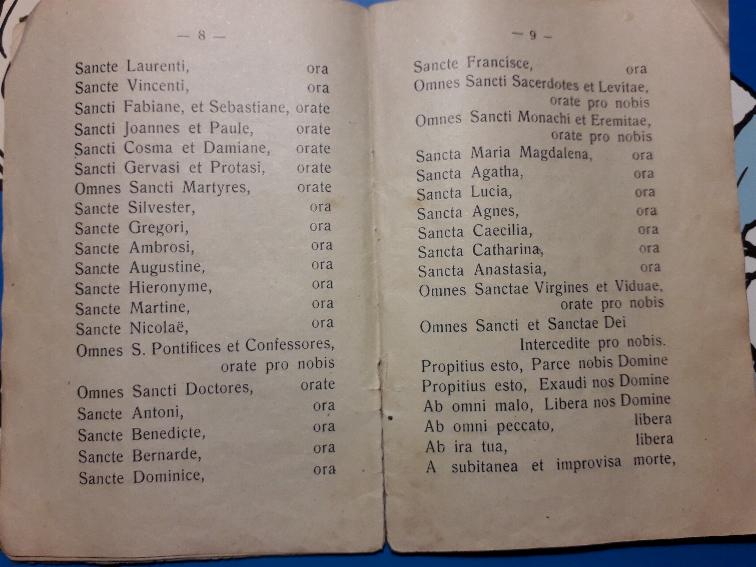 — 8 —
Sancte Laurenti, ora
Sancte Vincenti, ora
Sancti Fabiane, et Sebastiane, orate
Sancti Joannes et Paule, orate
Sancti Cosma et Damiane, orate
Sancti Gervasi et Protasi, orate
Omnes Sancti Martyres, orate
Sancte Silvester, ora
Sancte Gregori, ora
Sancte Ambrosi, ora
Sancte Augustine, ora
Sancte Hieronyme, ora
Sancte Martine, ora
Sancte Nicolaë, ora
Omnes S. Pontifices et Confessores,
orate pro nobis
Omnes Sancti Doctores, orate
Sancte Antoni, ora
Sancte Benedicte, ora
Sancte Bernarde, ora
Sancte Dominice, ora
— 9 —
Sancte Francisce, ora
Omnes Sancti Sacerdotes et Levitae,
orate pro nobis
Omnes Sancti Monachi et Eremitae,
orate pro nobis
Sancta Maria Magdalena, ora
Sancta Agatha, ora
Sancta Lucia, ora
Sancta Agnes, ora
Sancta Caecilia, ora
Sancta Catharina, ora
Sancta Anastasia, ora
Omnes Sanctae Virgines et Viduae,
orate pro nobis
Omnes Sancti et Sanctae Dei
Intercedite pro nobis.
Propitius esto, Parce nobis Domine
Propitius esto, Exaudi nos Domine
Ab omni malo, Libera nos Domine
Ab omni peccato, libera
Ab ira tua, libera
A subitanea et improvisa morte,